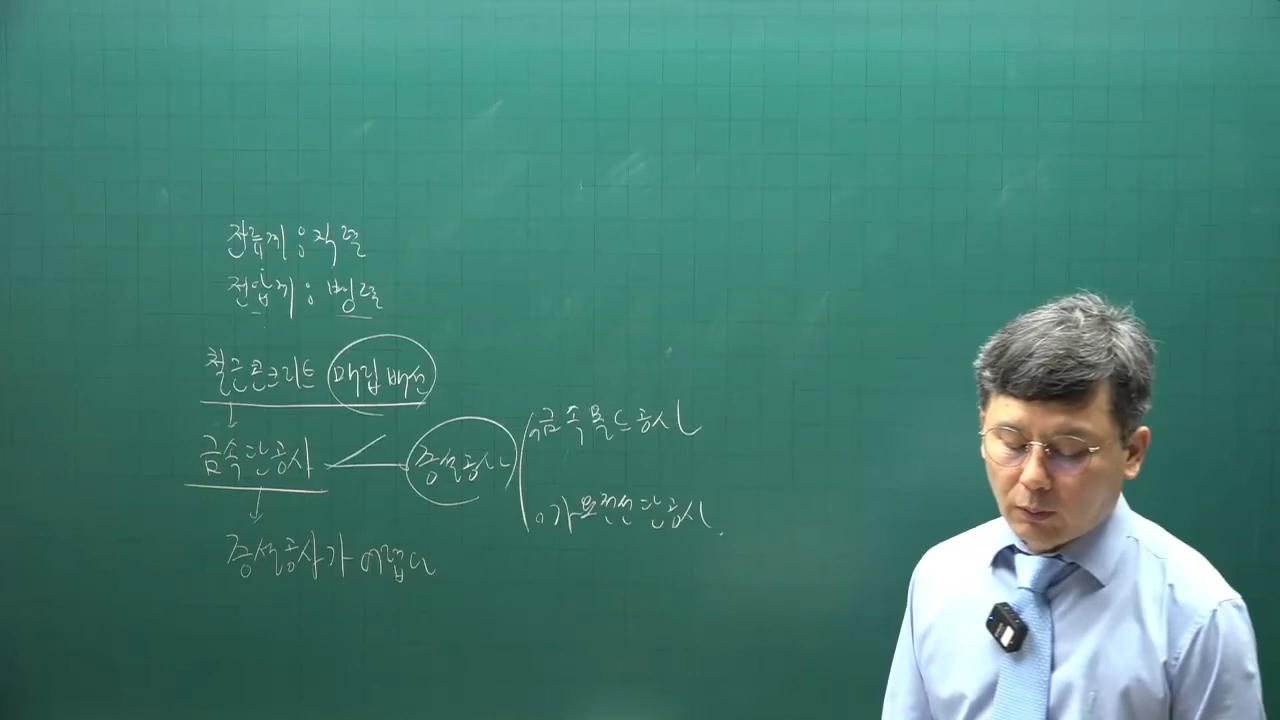 전류계 : 직렬
전압계 : 병렬
철근콘크리트 매입 배선
↓
금속관공사 증설공사
금속몰드공사
가요전선관공사.
↓
증설공사가 어렵다